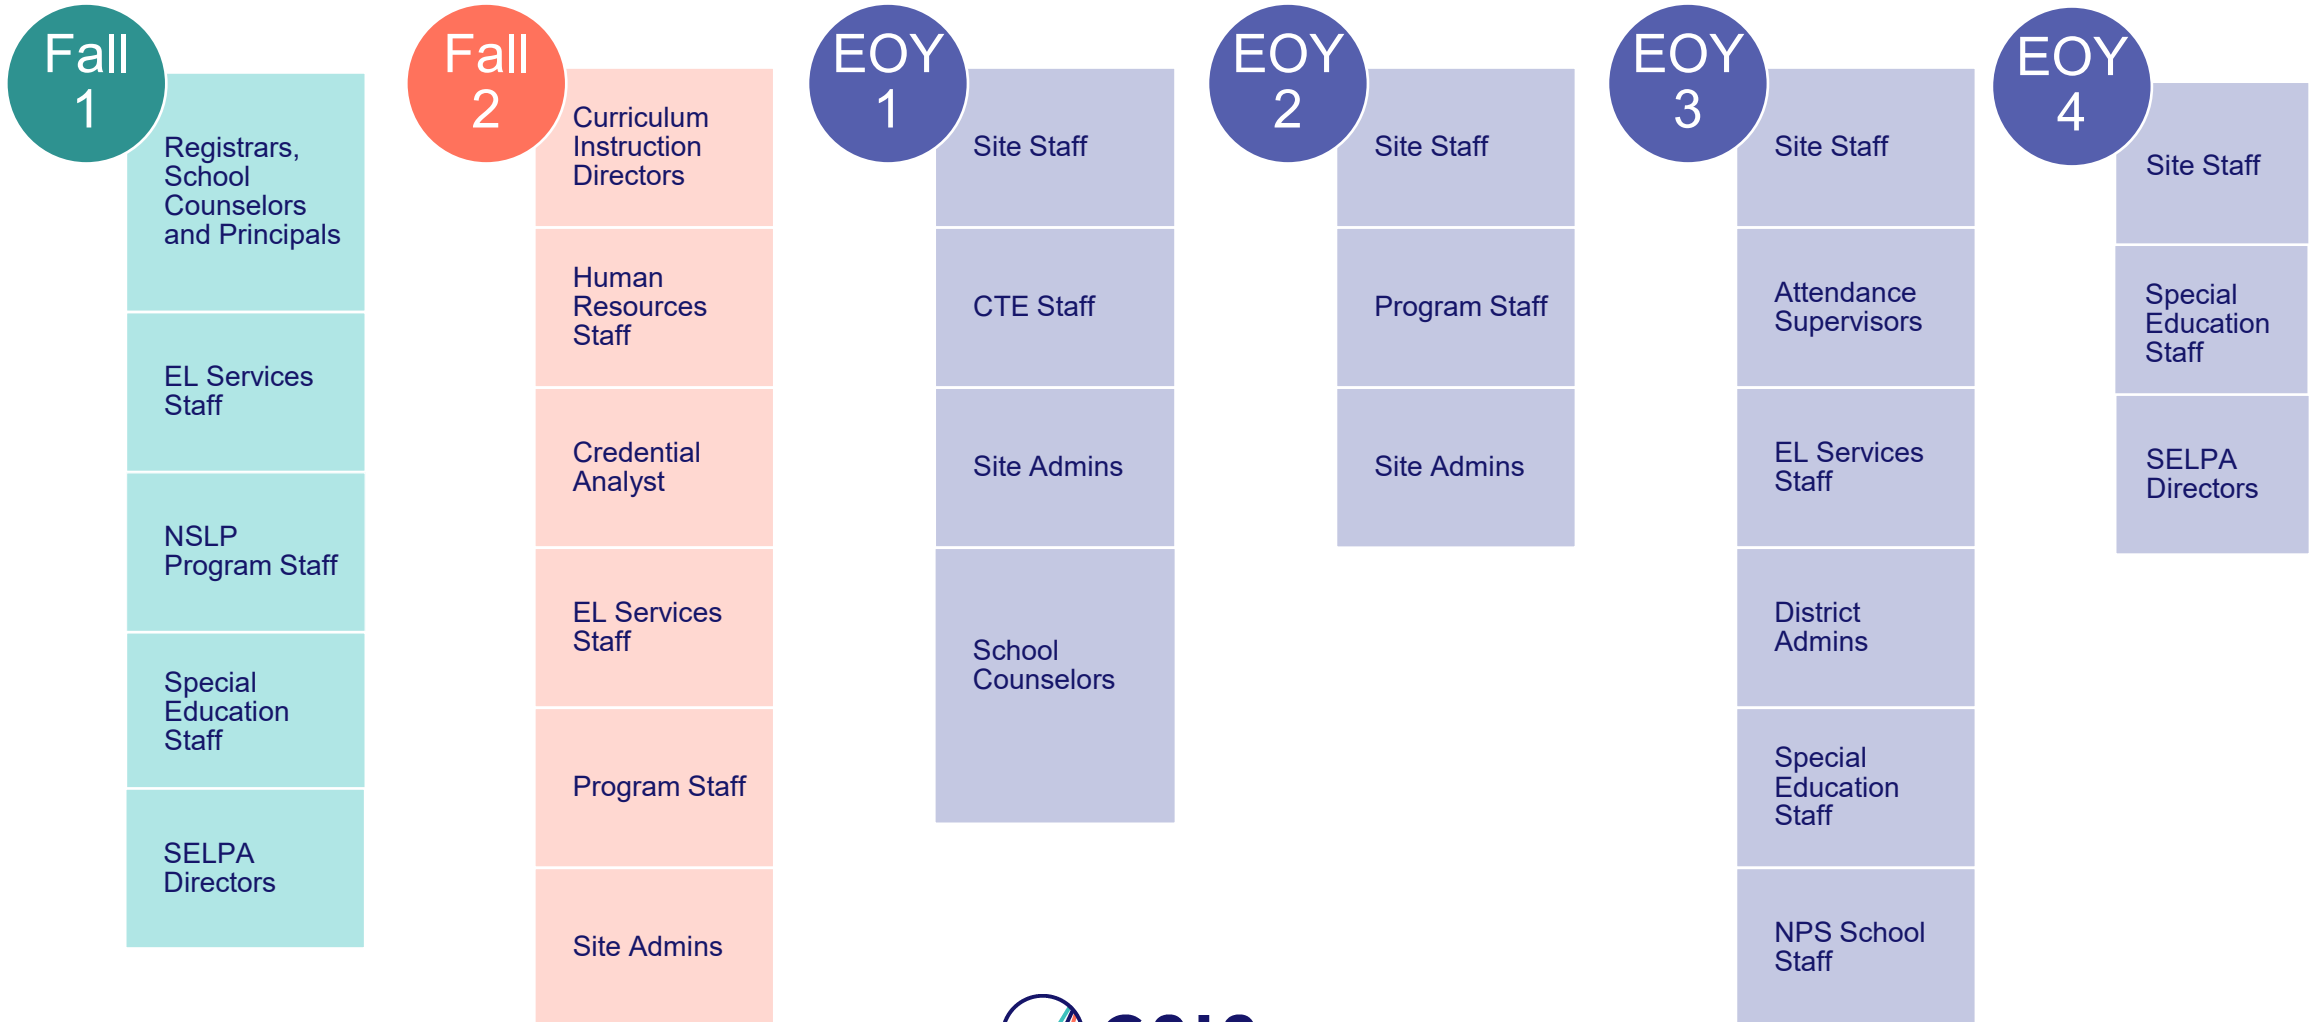 Fall
1
Registrars,
School
Counselors
and Principals
EL Services
Staff
NSLP
Program Staff
Special
Education
Staff
SELPA
Directors
Fall
2
Curriculum
Instruction
Directors
Human
Resources
Staff
Credential
Analyst
EL Services
Staff
Program Staff
Site Admins
EOY
1
Site Staff
CTE Staff
Site Admins
School
Counselors
EOY
2
Site Staff
Program Staff
Site Admins
EOY
3
Site Staff
Attendance
Supervisors
EL Services
Staff
District
Admins
Special
Education
Staff
NPS School
Staff
EOY
4
Site Staff
Special
Education
Staff
SELPA
Directors